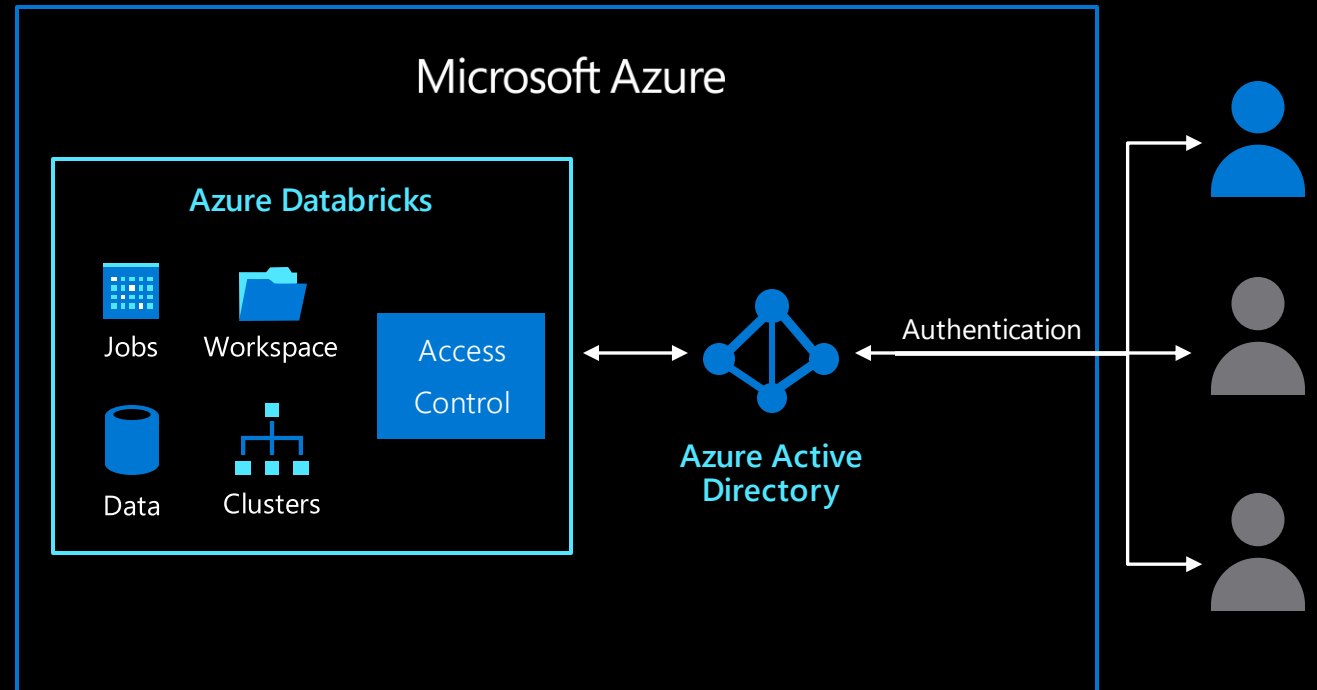 Microsoft Azure
Azure Databricks
Jobs
Workspace
Access
Control
Data
Clusters
Azure Active
Directory
Authentication